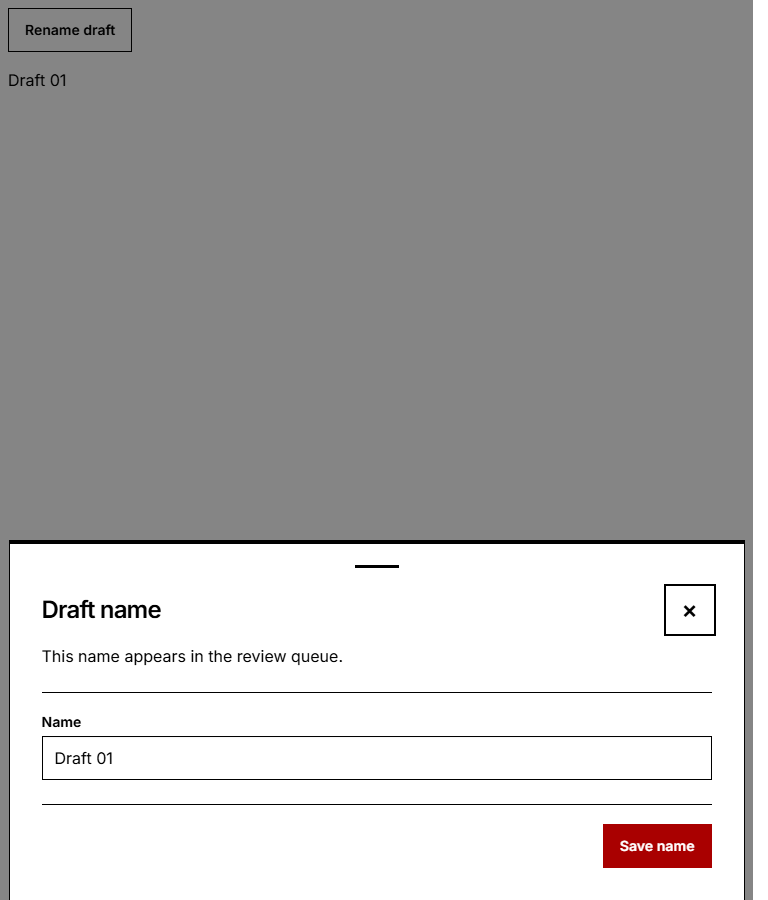 Rename draft
Draft 01
Draft name
×
This name appears in the review queue.
Name
Draft 01
Save name